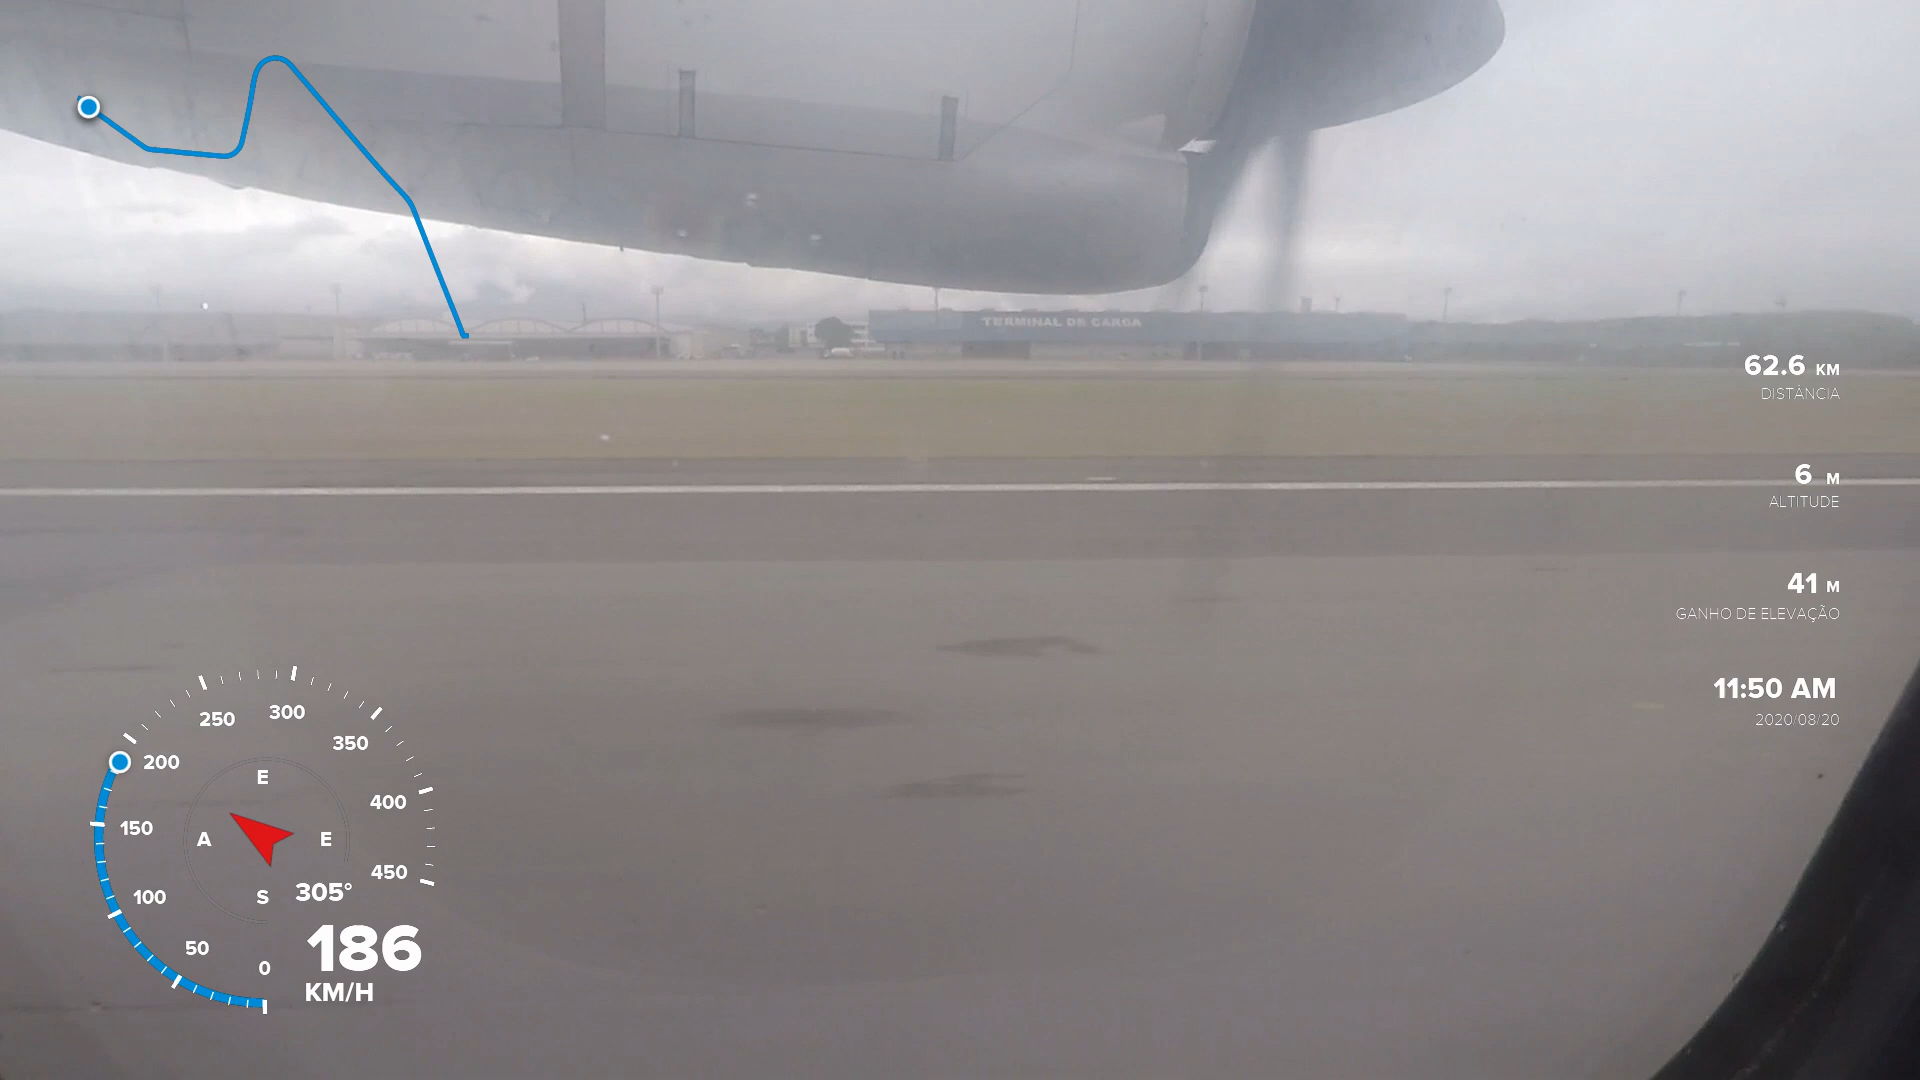 TERMINAL DE CARGA
62.6 KM
DISTÂNCIA
6 M
ALTITUDE
41 M
GANHO DE ELEVAÇÃO
11:50 AM
2020/08/20
250
300
350
200
400
150
450
100
50
0
E
A
E
S
305°
186
KM/H